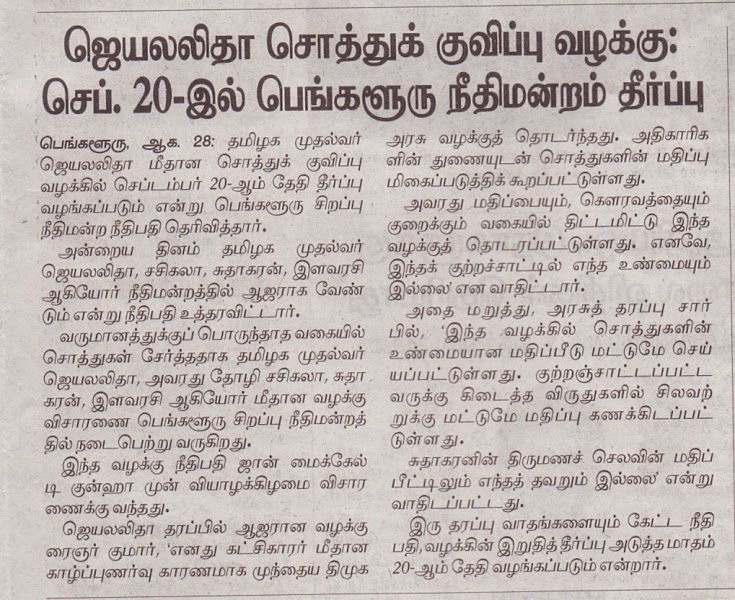 ஜெயலலிதா சொத்துக் குவிப்பு வழக்கு:
செப். 20-இல் பெங்களூரு நீதிமன்றம் தீர்ப்பு
பெங்களூரு, ஆக. 28: தமிழக முதல்வர்
ஜெயலலிதா மீதான சொத்துக் குவிப்பு
வழக்கில் செப்டம்பர் 20-ஆம் தேதி தீர்ப்பு
வழங்கப்படும் என்று பெங்களூரு சிறப்பு
நீதிமன்ற நீதிபதி தெரிவித்தார்.
அன்றைய தினம் தமிழக முதல்வர்
ஜெயலலிதா, சசிகலா, சுதாகரன், இளவரசி
ஆகியோர் நீதிமன்றத்தில் ஆஜராக வேண்
டும் என்று நீதிபதி உத்தரவிட்டார்.
வருமானத்துக்குப் பொருந்தாத வகையில்
சொத்துகள் சேர்த்ததாக தமிழக முதல்வர்
ஜெயலலிதா, அவரது தோழி சசிகலா, சுதா
கரன், இளவரசி ஆகியோர் மீதான வழக்கு
விசாரணை பெங்களூரு சிறப்பு நீதிமன்றத்
தில் நடைபெற்று வருகிறது.
இந்த வழக்கு நீதிபதி ஜான் மைக்கேல்
டி குன்ஹா முன் வியாழக்கிழமை விசார
ணைக்கு வந்தது.
ஜெயலலிதா தரப்பில் ஆஜரான வழக்கு
ரைஞர் குமார், 'எனது கட்சிகாரர் மீதான
காழ்ப்புணர்வு காரணமாக முந்தைய திமுக
அரசு வழக்குத் தொடர்ந்தது. அதிகாரிக
ளின் துணையுடன் சொத்துகளின் மதிப்பு
மிகைப்படுத்திக் கூறப்பட்டுள்ளது.
அவரது மதிப்பையும், கௌரவத்தையும்
குறைக்கும் வகையில் திட்டமிட்டு இந்த
வழக்குத் தொடரப்பட்டுள்ளது. எனவே,
இந்தக் குற்றச்சாட்டில் எந்த உண்மையும்
இல்லை' என வாதிட்டார்.
அதை மறுத்து, அரசுத் தரப்பு சார்
பில், 'இந்த வழக்கில் சொத்துகளின்
உண்மையான மதிப்பீடு மட்டுமே செய்
யப்பட்டுள்ளது. குற்றஞ்சாட்டப்பட்ட
வருக்கு கிடைத்த விருதுகளில் சிலவற்
றுக்கு மட்டுமே மதிப்பு கணக்கிடப்பட்
டுள்ளது.
சுதாகரனின் திருமணச் செலவின் மதிப்
பீட்டிலும் எந்தத் தவறும் இல்லை' என்று
வாதிடப்பட்டது.
இரு தரப்பு வாதங்களையும் கேட்ட நீதி
பதி, வழக்கின் இறுதித் தீர்ப்பு அடுத்த மாதம்
20-ஆம் தேதி வழங்கப்படும் என்றார்.